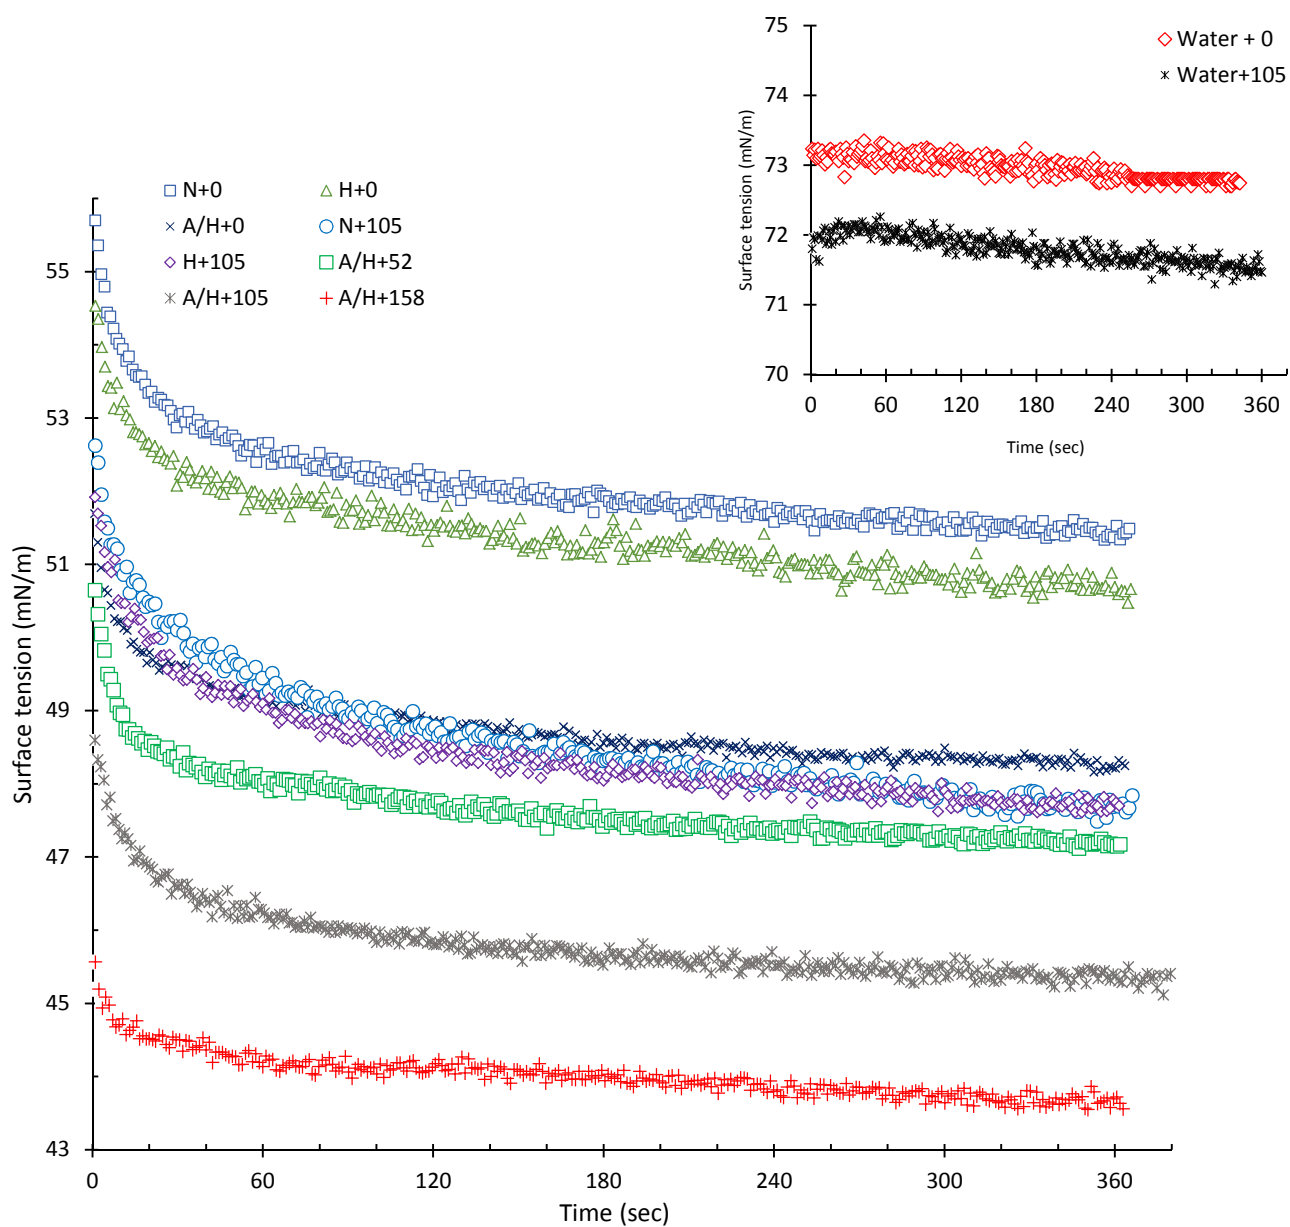 75
74
73
72
71
70
Surface tension (mN/m)
Water + 0
Water+105
0 60 120 180 240 300 360
Time (sec)
N+0 H+0
A/H+0 N+105
H+105 A/H+52
A/H+105 A/H+158
55
53
51
49
47
45
43
Surface tension (mN/m)
0 60 120 180 240 300 360
Time (sec)